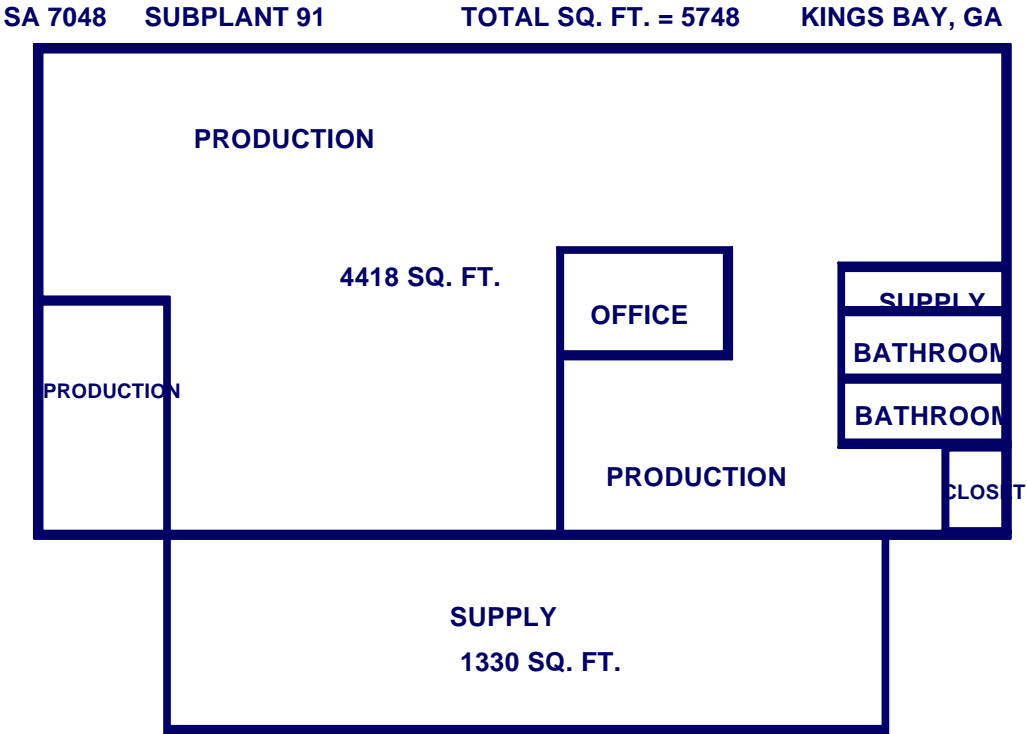 SA 7048 SUBPLANT 91 TOTAL SQ. FT. = 5748 KINGS BAY, GA
PRODUCTION
4418 SQ. FT.
OFFICE
SUPPLY
BATHROOM
PRODUCTION
BATHROOM
PRODUCTION
CLOSET
SUPPLY
1330 SQ. FT.